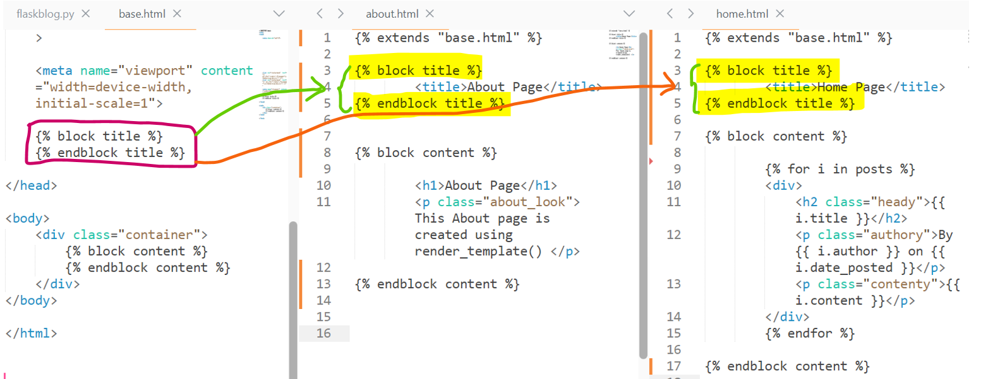 flaskblog.py
base.html
>
<meta name="viewport" content
="width=device-width,
initial-scale=1">
{% block title %}
{% endblock title %}
</head>
<body>
<div class="container">
{% block content %}
{% endblock content %}
</div>
</body>
</html>
about.html
1 {% extends "base.html" %}
2
3 {% block title %}
4 <title>About Page</title>
5 {% endblock title %}
6
7
8 {% block content %}
9
10 <h1>About Page</h1>
11 <p class="about_look">
This About page is
created using
render_template() </p>
12
13 {% endblock content %}
14
15
16
home.html
1 {% extends "base.html" %}
2
3 {% block title %}
4 <title>Home Page</title>
5 {% endblock title %}
6
7 {% block content %}
8
9 {% for i in posts %}
10 <div>
11 <h2 class="heady">{{
i.title }}</h2>
12 <p class="authory">By
{{ i.author }} on {{
i.date_posted }}</p>
13 <p class="contenty">{{
i.content }}</p>
14 </div>
15 {% endfor %}
16
17 {% endblock content %}